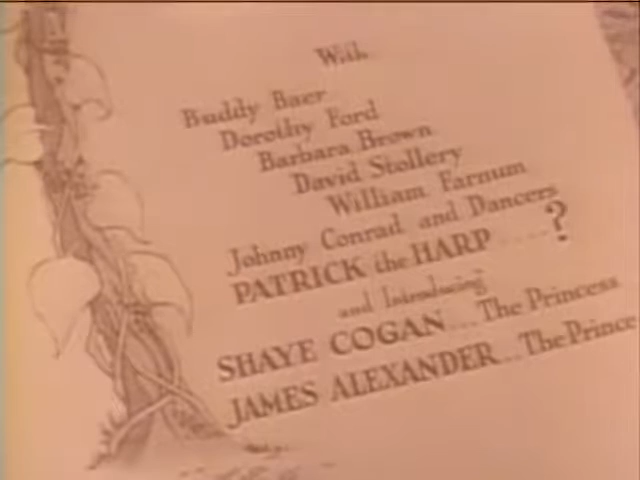 With
Buddy Baer
Dorothy Ford
Barbara Brown
David Stollery
William Farnum
Johnny Conrad and Dancers
PATRICK the HARP ....?
and Introducing
SHAYE COGAN...The Princess
JAMES ALEXANDER...The Prince